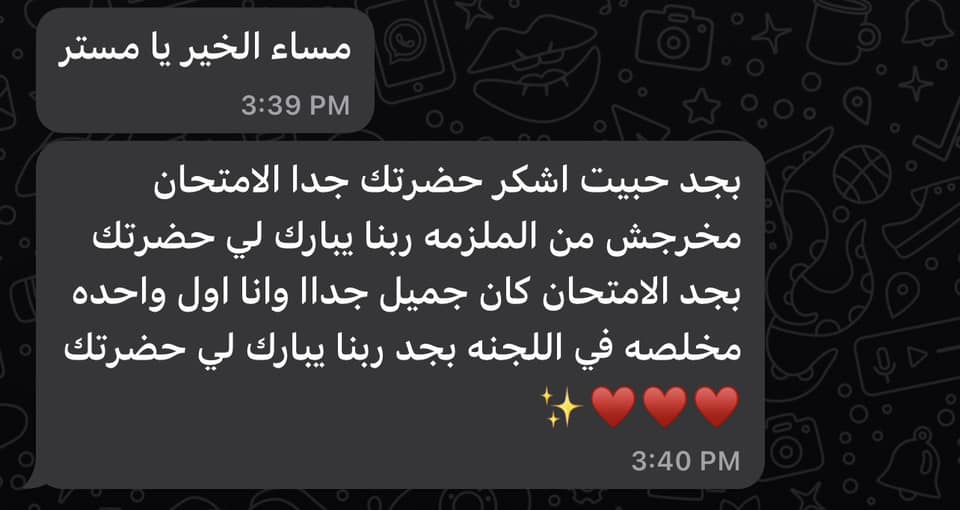 مساء الخير يا مستر
3:39 PM
بجد حبيت اشكر حضرتك جدا الامتحان
مخرجش من الملزمه ربنا يبارك لي حضرتك
بجد الامتحان كان جميل جداا وانا اول واحده
مخلصه في اللجنه بجد ربنا يبارك لي حضرتك
♥️♥️♥️✨
3:40 PM